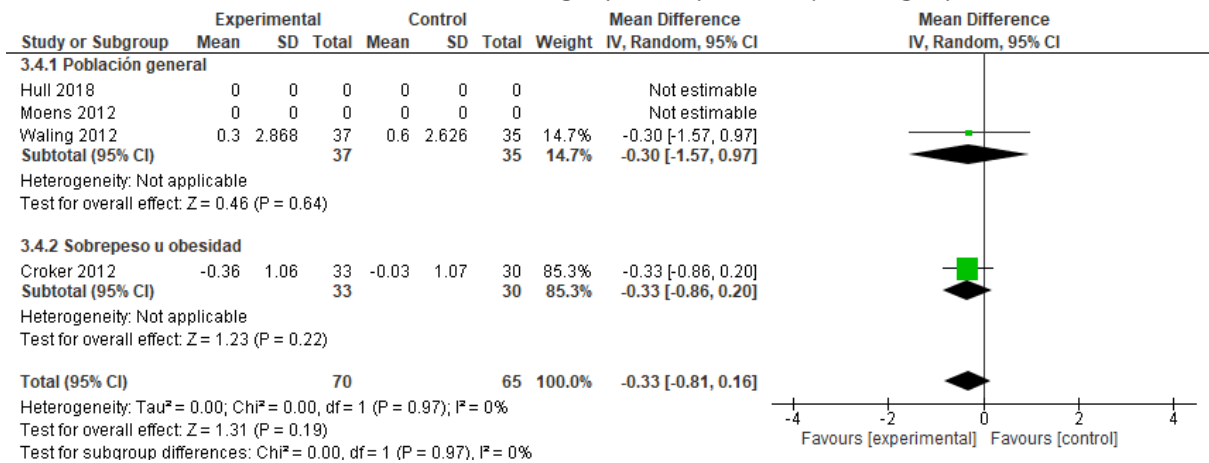 Experimental Control Mean Difference Mean Difference
Study or Subgroup Mean SD Total Mean SD Total Weight IV, Random, 95% CI IV, Random, 95% CI
3.4.1 Población general
Hull 2018 0 0 0 0 0 0 Not estimable
Moens 2012 0 0 0 0 0 0 Not estimable
Waling 2012 0.3 2.868 37 0.6 2.626 35 14.7% -0.30 [-1.57, 0.97]
Subtotal (95% CI) 37 35 14.7% -0.30 [-1.57, 0.97]
Heterogeneity: Not applicable
Test for overall effect: Z = 0.46 (P = 0.64)
3.4.2 Sobrepeso u obesidad
Croker 2012 -0.36 1.06 33 -0.03 1.07 30 85.3% -0.33 [-0.86, 0.20]
Subtotal (95% CI) 33 30 85.3% -0.33 [-0.86, 0.20]
Heterogeneity: Not applicable
Test for overall effect: Z = 1.23 (P = 0.22)
Total (95% CI) 70 65 100.0% -0.33 [-0.81, 0.16]
Heterogeneity: Tau² = 0.00; Chi² = 0.00, df = 1 (P = 0.97); I² = 0%
Test for overall effect: Z = 1.31 (P = 0.19)
Test for subgroup differences: Chi² = 0.00, df = 1 (P = 0.97), I² = 0%
-4 -2 0 2 4
Favours [experimental] Favours [control]